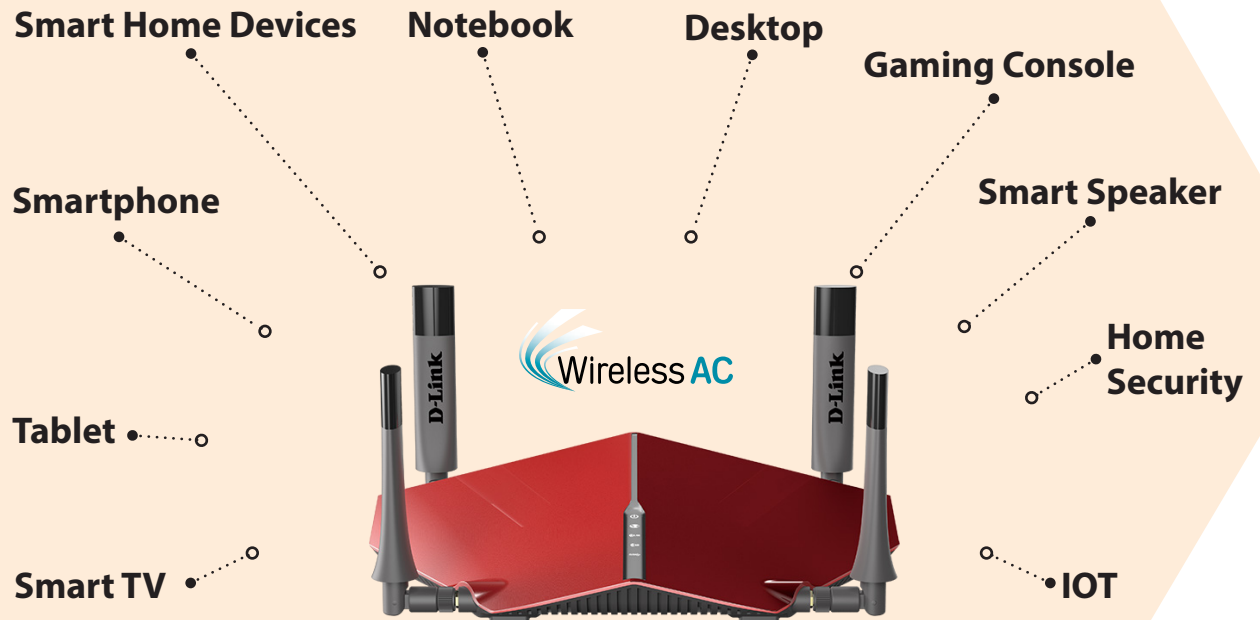 Smart Home Devices
Notebook
Desktop
Gaming Console
Smartphone
Smart Speaker
Home
Security
Wireless AC
D-Link
D-Link
Tablet
Smart TV
IOT